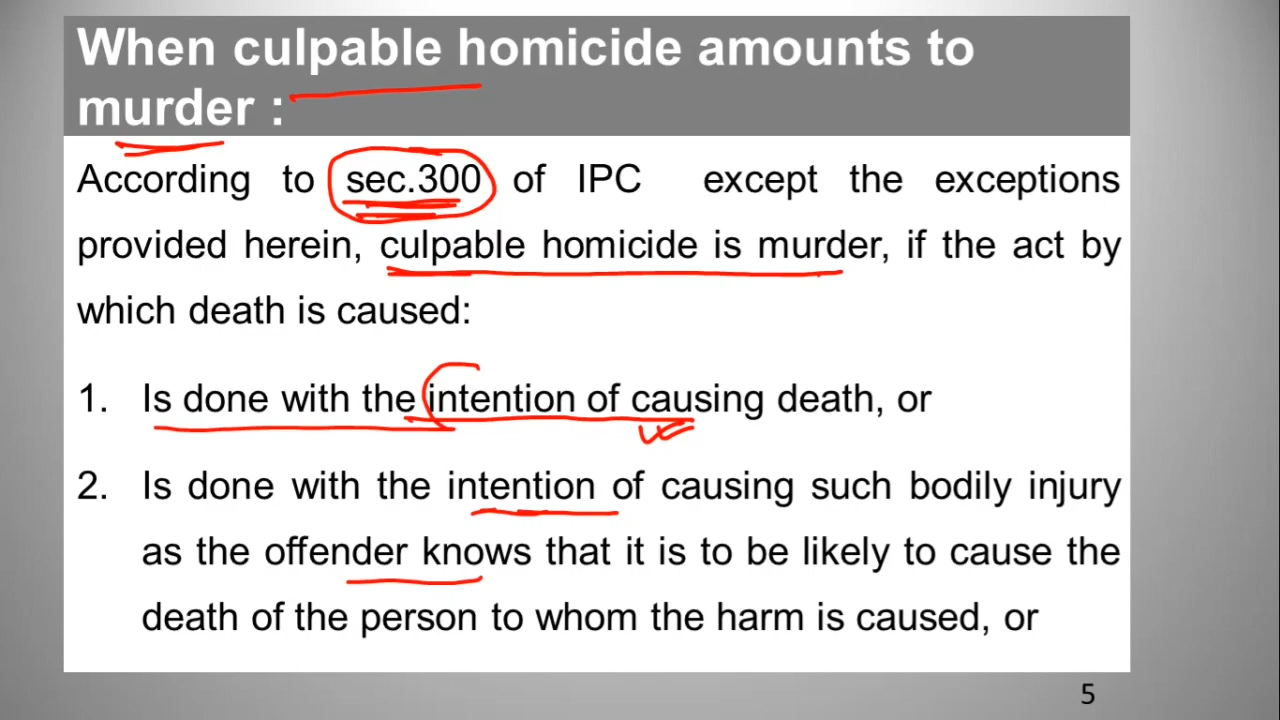 When culpable homicide amounts to
murder :
According to sec.300 of IPC except the exceptions
provided herein, culpable homicide is murder, if the act by
which death is caused:
1. Is done with the intention of causing death, or
2. Is done with the intention of causing such bodily injury
as the offender knows that it is to be likely to cause the
death of the person to whom the harm is caused, or
5